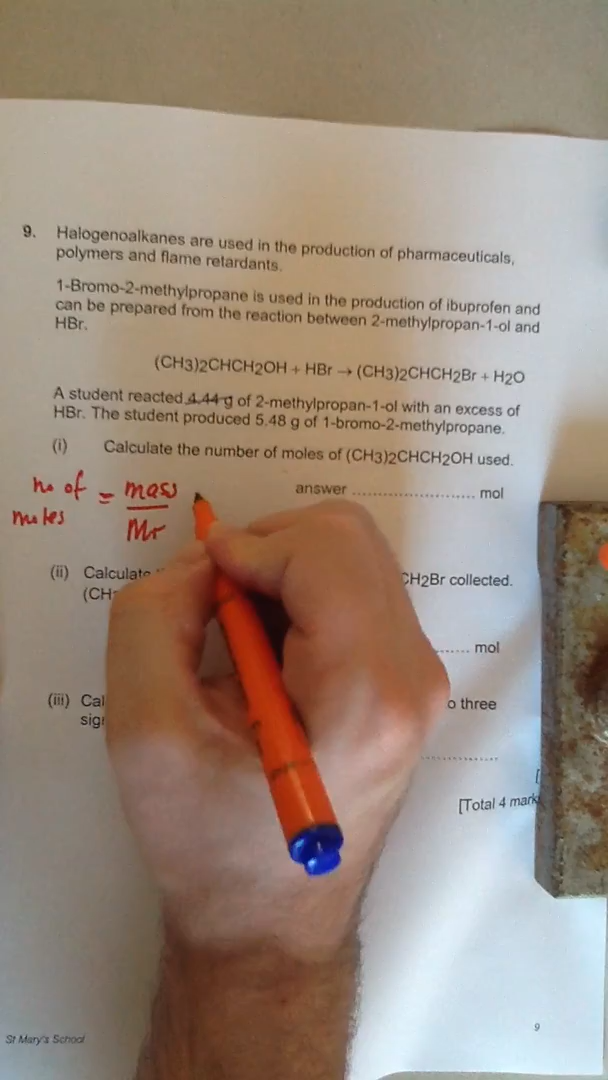 9. Halogenoalkanes are used in the production of pharmaceuticals,
polymers and flame retardants.
1-Bromo-2-methylpropane is used in the production of ibuprofen and
can be prepared from the reaction between 2-methylpropan-1-ol and
HBr.
(CH3)2CHCH2OH + HBr → (CH3)2CHCH2Br + H2O
A student reacted 4.44 g of 2-methylpropan-1-ol with an excess of
HBr. The student produced 5.48 g of 1-bromo-2-methylpropane.
(i) Calculate the number of moles of (CH3)2CHCH2OH used.
answer ............................ mol
no of moles = mass
Mr
(ii) Calculate CH2Br collected.
(CH
....... mol
(iii) Cal o three
sig
[
[Total 4 mark
9
St Mary's School